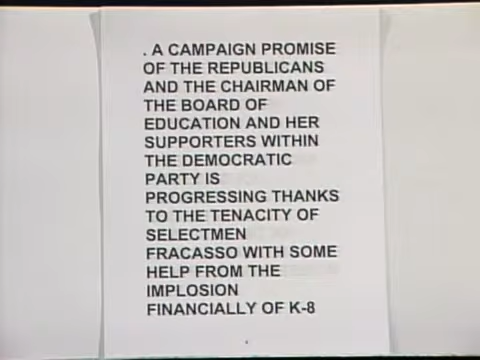 . A CAMPAIGN PROMISE
OF THE REPUBLICANS
AND THE CHAIRMAN OF
THE BOARD OF
EDUCATION AND HER
SUPPORTERS WITHIN
THE DEMOCRATIC
PARTY IS
PROGRESSING THANKS
TO THE TENACITY OF
SELECTMEN
FRACASSO WITH SOME
HELP FROM THE
IMPLOSION
FINANCIALLY OF K-8